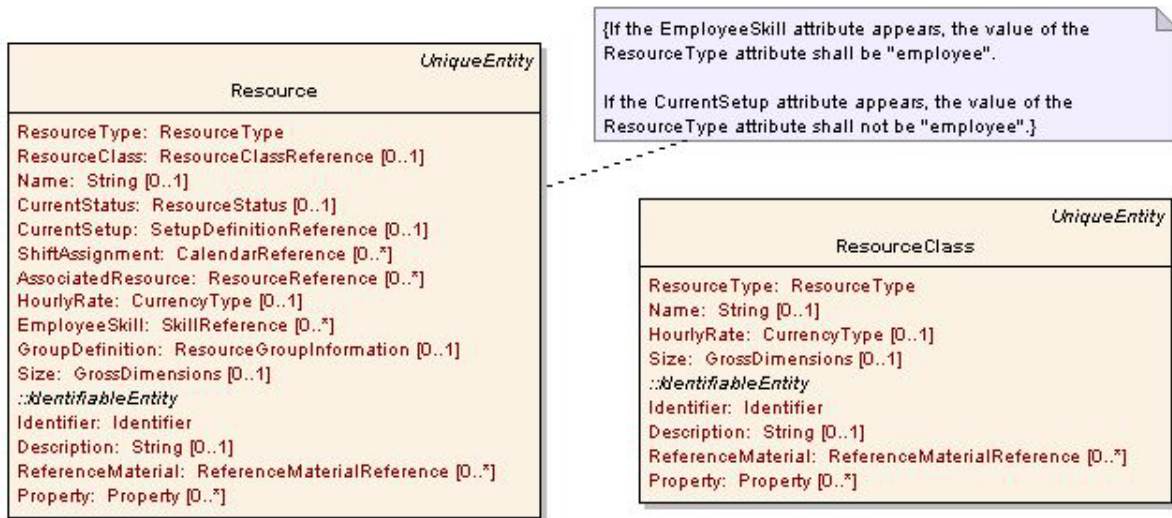 {If the EmployeeSkill attribute appears, the value of the
ResourceType attribute shall be "employee".
If the CurrentSetup attribute appears, the value of the
ResourceType attribute shall not be "employee".}
UniqueEntity
Resource
ResourceType: ResourceType
ResourceClass: ResourceClassReference [0..1]
Name: String [0..1]
CurrentStatus: ResourceStatus [0..1]
CurrentSetup: SetupDefinitionReference [0..1]
ShiftAssignment: CalendarReference [0..*]
AssociatedResource: ResourceReference [0..*]
HourlyRate: CurrencyType [0..1]
EmployeeSkill: SkillReference [0..*]
GroupDefinition: ResourceGroupInformation [0..1]
Size: GrossDimensions [0..1]
::IdentifiableEntity
Identifier: Identifier
Description: String [0..1]
ReferenceMaterial: ReferenceMaterialReference [0..*]
Property: Property [0..*]
UniqueEntity
ResourceClass
ResourceType: ResourceType
Name: String [0..1]
HourlyRate: CurrencyType [0..1]
Size: GrossDimensions [0..1]
::IdentifiableEntity
Identifier: Identifier
Description: String [0..1]
ReferenceMaterial: ReferenceMaterialReference [0..*]
Property: Property [0..*]